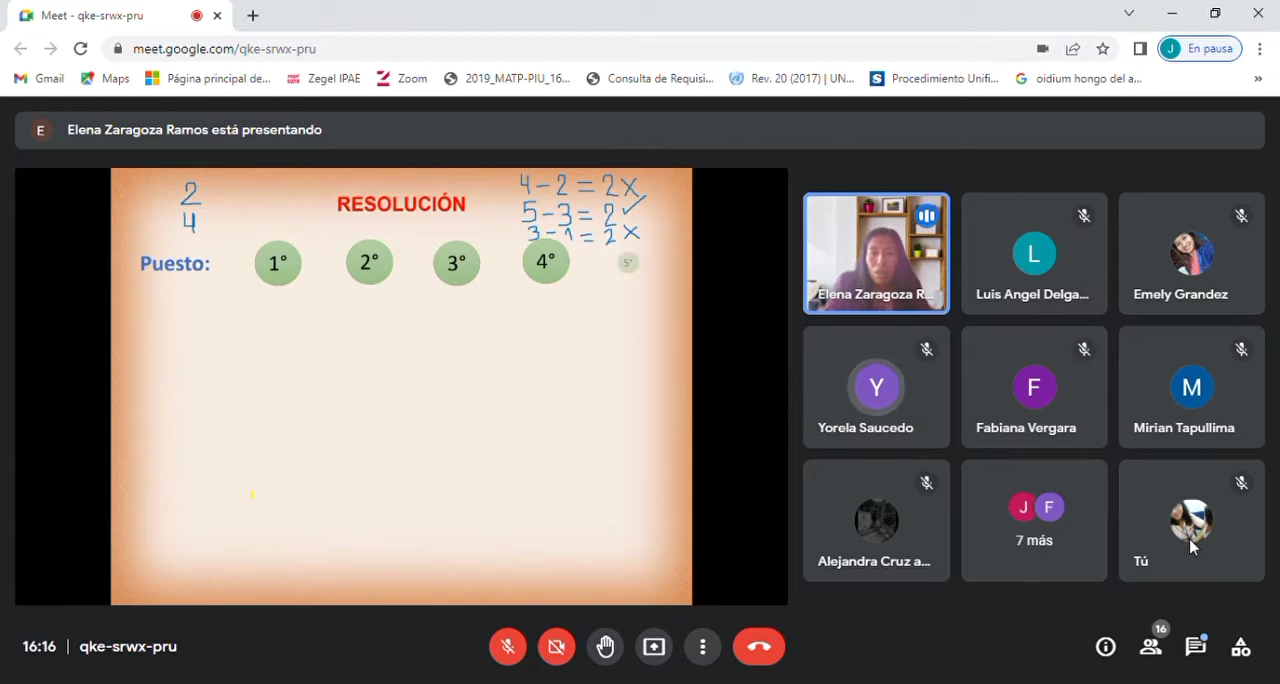 Meet - qke-srwx-pru
meet.google.com/qke-srwx-pru
J En pausa
Gmail Maps Página principal de... Zegel IPAE Zoom 2019_MATP-PIU_16... Consulta de Requisi... Rev. 20 (2017) | UN... Procedimiento Unifi... oidium hongo del a... »
E Elena Zaragoza Ramos está presentando
2
4
RESOLUCIÓN
4-2=2x
5-3=2✓
3-1=2x
Puesto: 1° 2° 3° 4° 5°
Elena Zaragoza R...
L
Luis Angel Delga...
Emely Grandez
Y
Yorela Saucedo
F
Fabiana Vergara
M
Mirian Tapullima
Alejandra Cruz a...
J F
7 más
Tú
16:16 | qke-srwx-pru
16